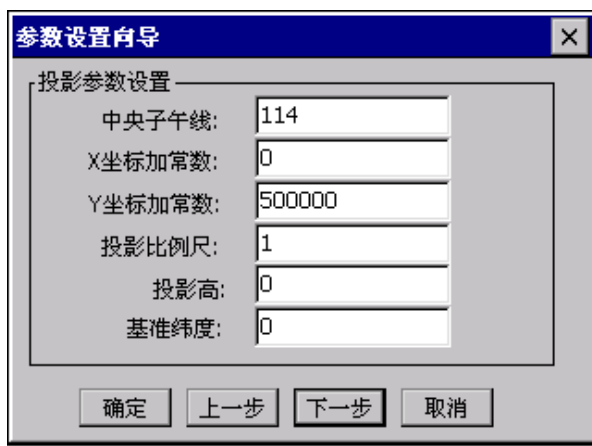 参数设置向导
投影参数设置
中央子午线: 114
X坐标加常数: 0
Y坐标加常数: 500000
投影比例尺: 1
投影高: 0
基准纬度: 0
确定 上一步 下一步 取消